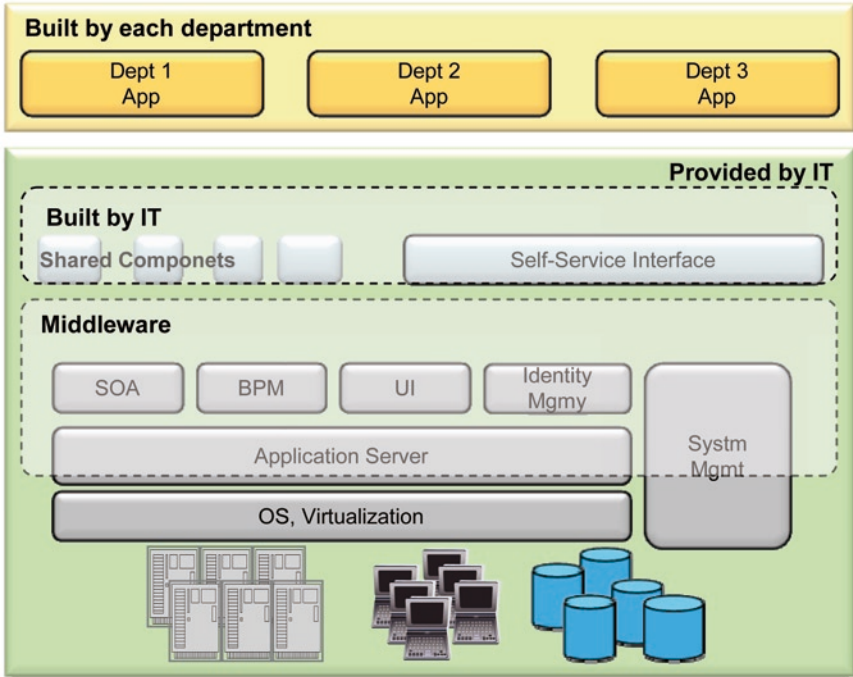 Built by each department
Dept 1
App
Dept 2
App
Dept 3
App
Provided by IT
Built by IT
Shared Componets
Self-Service Interface
Middleware
SOA
BPM
UI
Identity
Mgmy
Application Server
Systm
Mgmt
OS, Virtualization